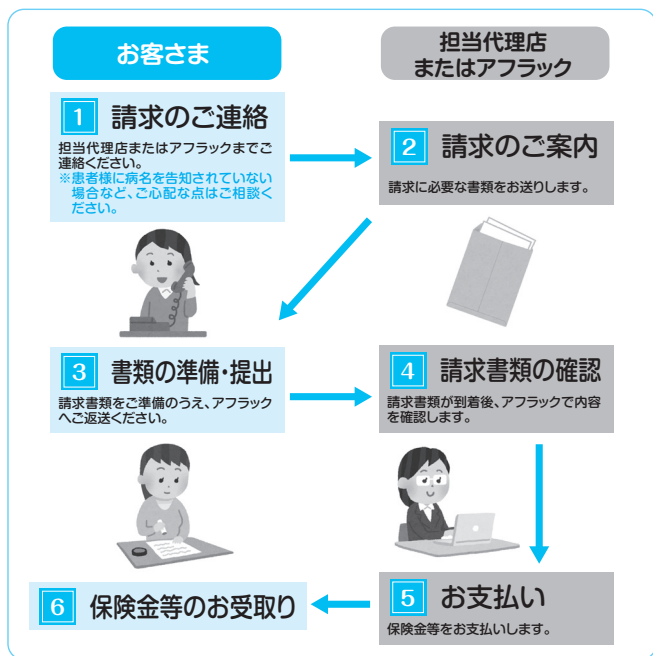 お客さま
担当代理店
またはアフラック
1 請求のご連絡
担当代理店またはアフラックまでご
連絡ください。
※患者様に病名を告知されていない
場合など、ご心配な点はご相談く
ださい。
2 請求のご案内
請求に必要な書類をお送りします。
3 書類の準備・提出
請求書類をご準備のうえ、アフラック
へご返送ください。
4 請求書類の確認
請求書類が到着後、アフラックで内容
を確認します。
5 お支払い
保険金等をお支払いします。
6 保険金等のお受取り